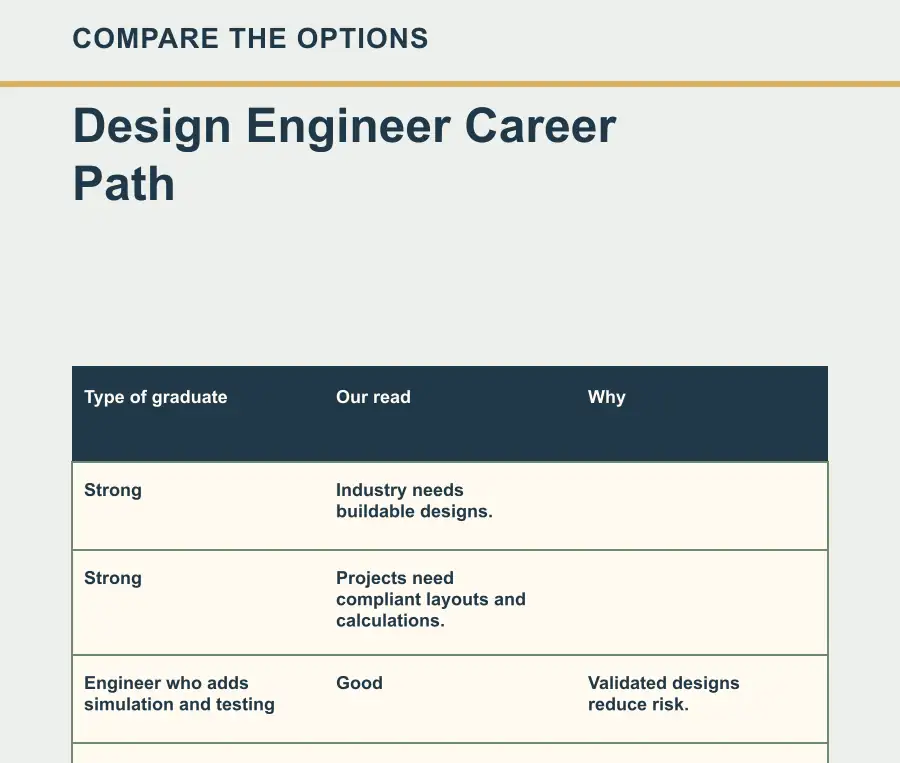 COMPARE THE OPTIONS
Design Engineer Career
Path
Type of graduate
Our read
Why
Strong
Industry needs
buildable designs.
Strong
Projects need
compliant layouts and
calculations.
Engineer who adds
simulation and testing
Good
Validated designs
reduce risk.